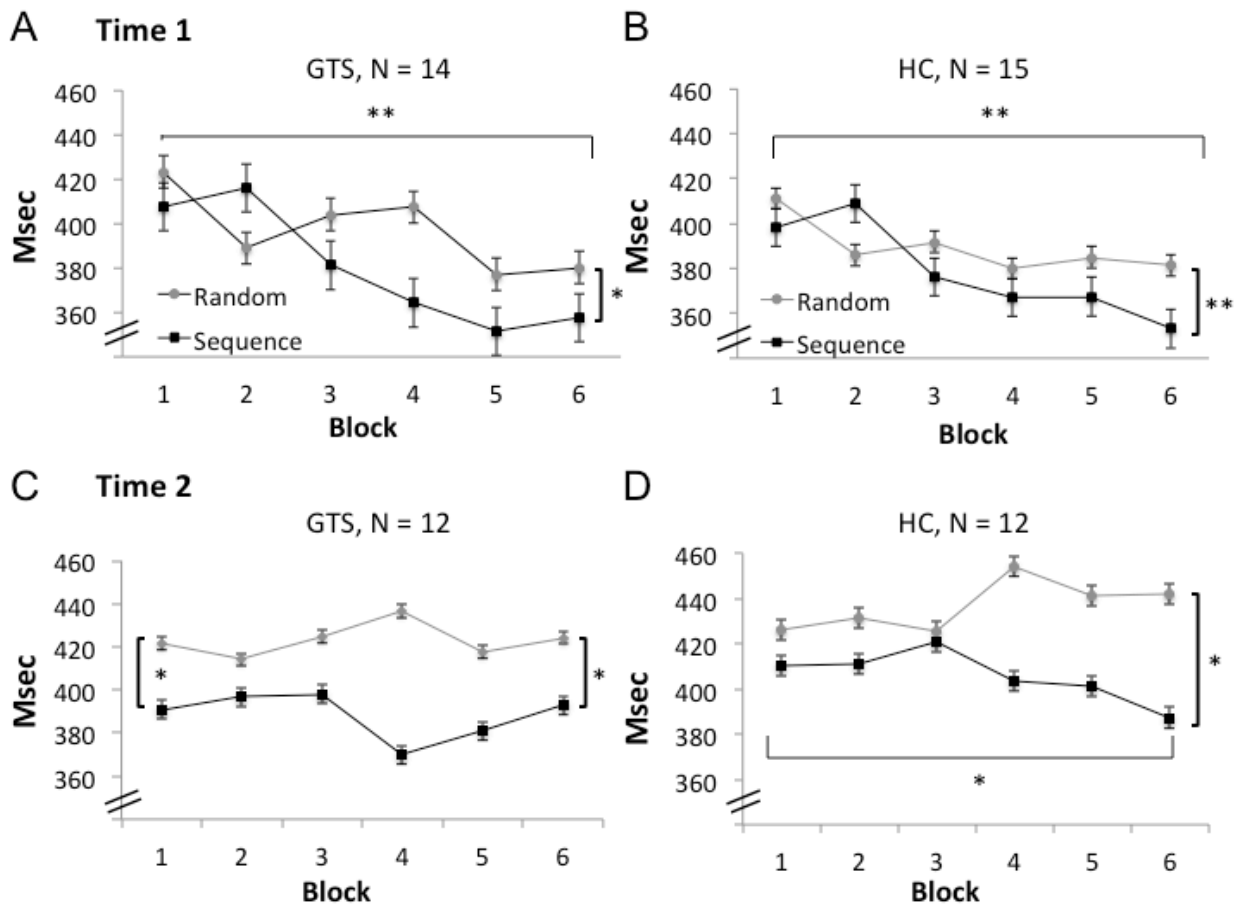 A Time 1
GTS, N = 14
460
440
420
400
380
360
Msec
**
*
Random
Sequence
1 2 3 4 5 6
Block
B
HC, N = 15
460
440
420
400
380
360
Msec
**
**
Random
Sequence
1 2 3 4 5 6
Block
C Time 2
GTS, N = 12
460
440
420
400
380
360
Msec
*
*
1 2 3 4 5 6
Block
D
HC, N = 12
460
440
420
400
380
360
Msec
*
*
1 2 3 4 5 6
Block